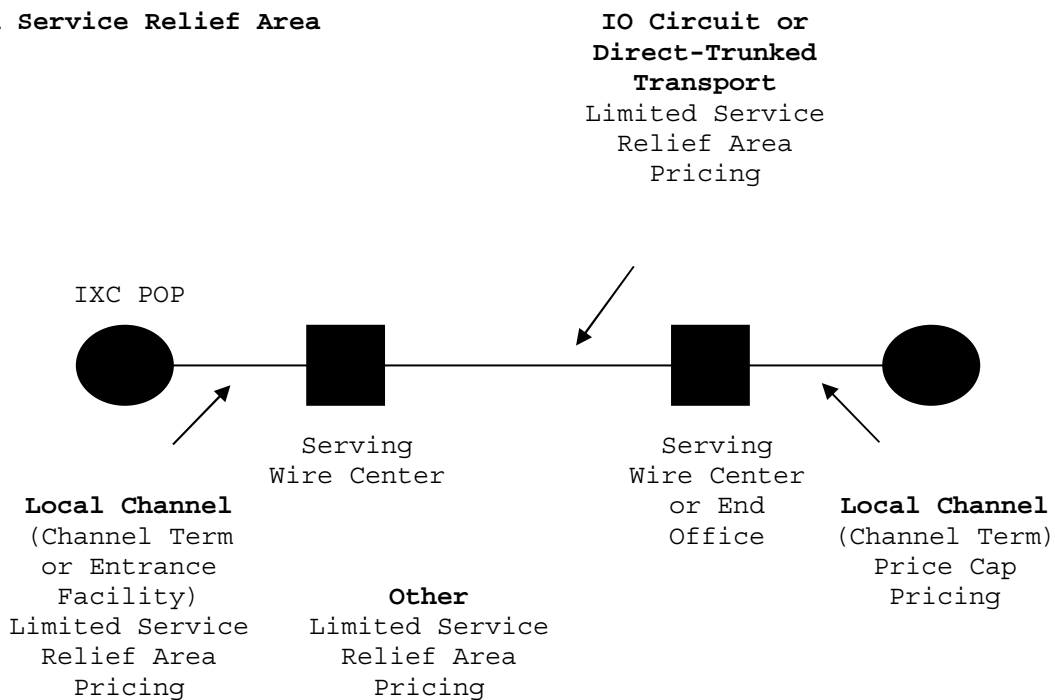 Service Relief Area
IO Circuit or
Direct-Trunked
Transport
Limited Service
Relief Area
Pricing
IXC POP
Serving
Wire Center
Serving
Wire Center
or End
Office
Local Channel
(Channel Term
or Entrance
Facility)
Limited Service
Relief Area
Pricing
Other
Limited Service
Relief Area
Pricing
Local Channel
(Channel Term)
Price Cap
Pricing